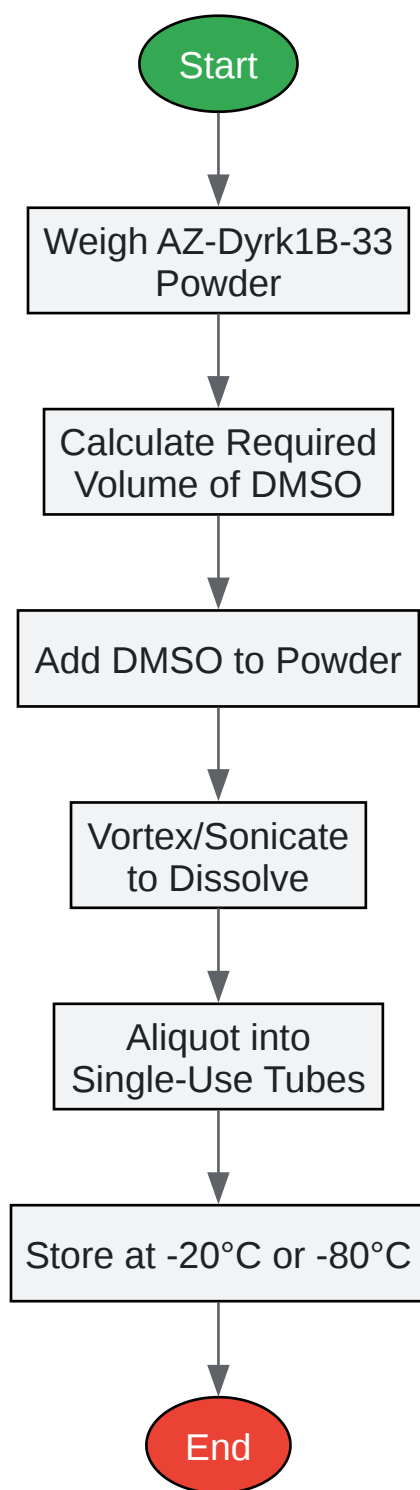 Start
Weigh AZ-Dyrk1B-33
Powder
Calculate Required
Volume of DMSO
Add DMSO to Powder
Vortex/Sonicate
to Dissolve
Aliquot into
Single-Use Tubes
Store at -20°C or -80°C
End